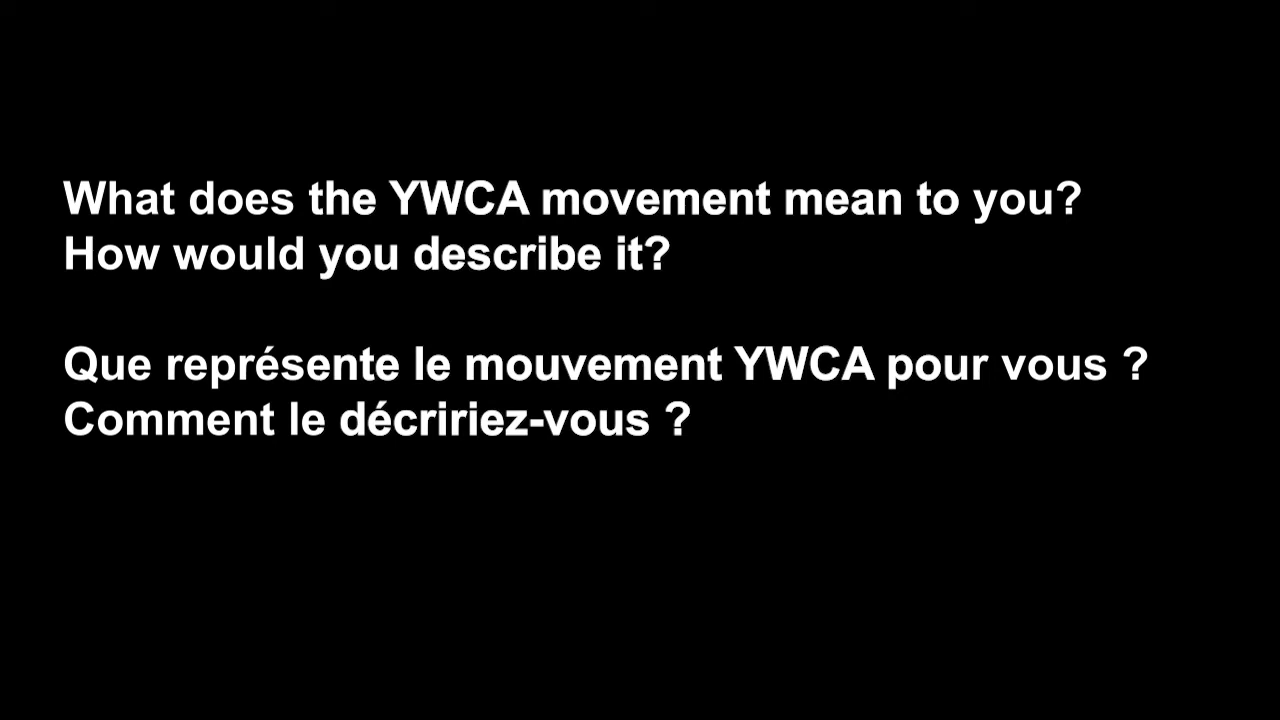 What does the YWCA movement mean to you?
How would you describe it?
Que représente le mouvement YWCA pour vous ?
Comment le décririez-vous ?